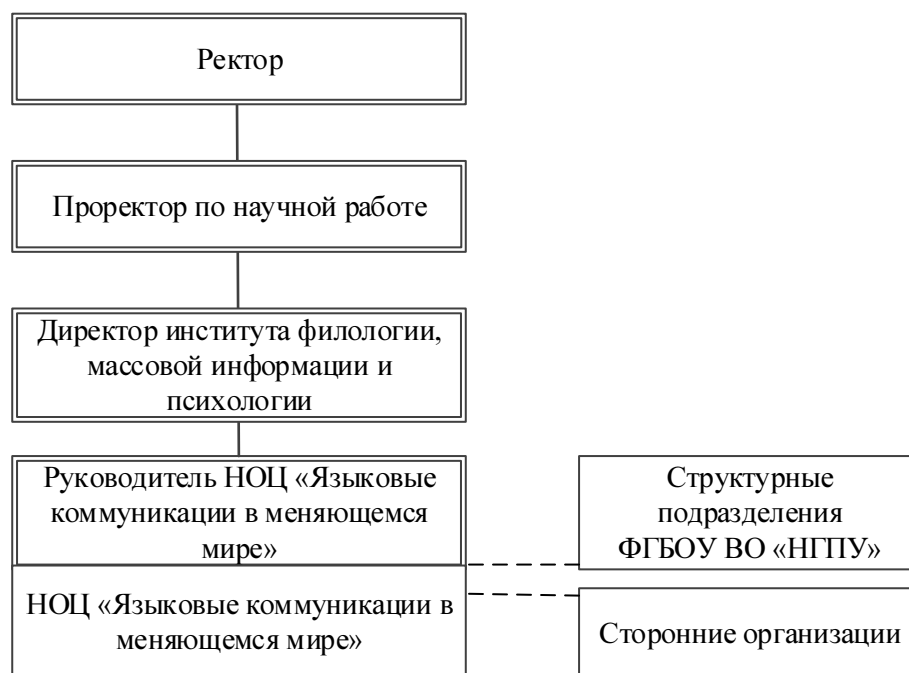 Ректор
Проректор по научной работе
Директор института филологии,
массовой информации и
психологии
Руководитель НОЦ «Языковые
коммуникации в меняющемся
мире»
НОЦ «Языковые коммуникации в
меняющемся мире»
Структурные
подразделения
ФГБОУ ВО «НГПУ»
Сторонние организации